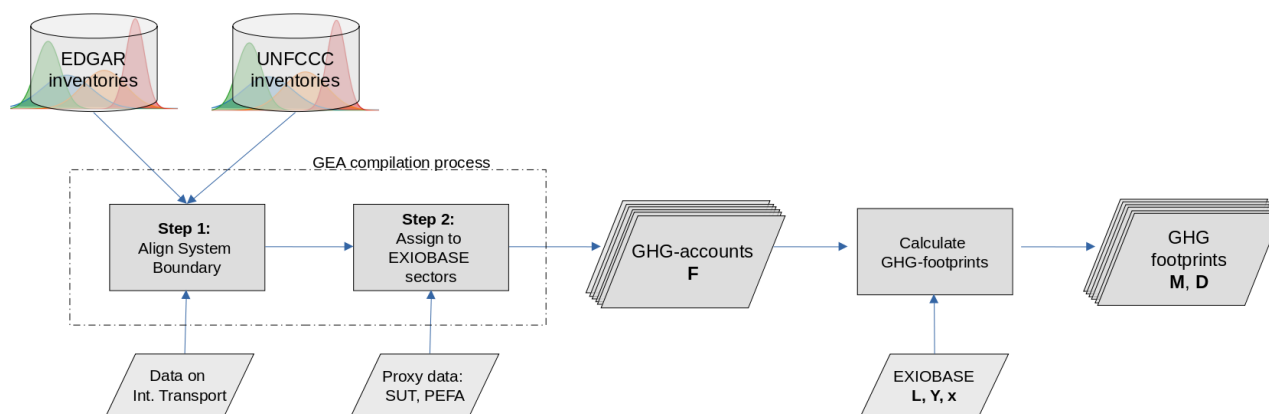 EDGAR
inventories
UNFCCC
inventories
GEA compilation process
Step 1:
Align System
Boundary
Step 2:
Assign to
EXIOBASE
sectors
GHG-accounts
F
Calculate
GHG-footprints
GHG
footprints
M, D
Data on
Int. Transport
Proxy data:
SUT, PEFA
EXIOBASE
L, Y, x